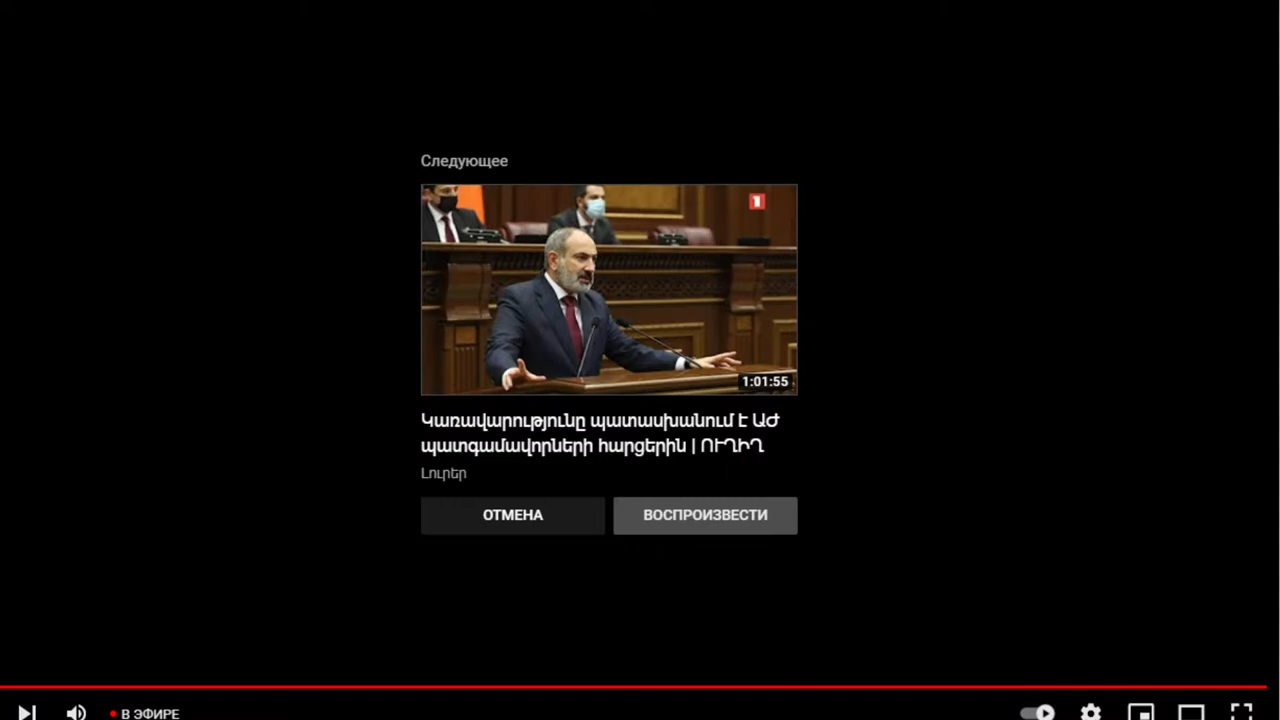 Следующее
1
1:01:55
Կառավարությունը պատասխանում է ԱԺ
պատգամավորների հարցերին | ՈՒՂԻՂ
Լուրեր
ОТМЕНА
ВОСПРОИЗВЕСТИ
В ЭФИРЕ